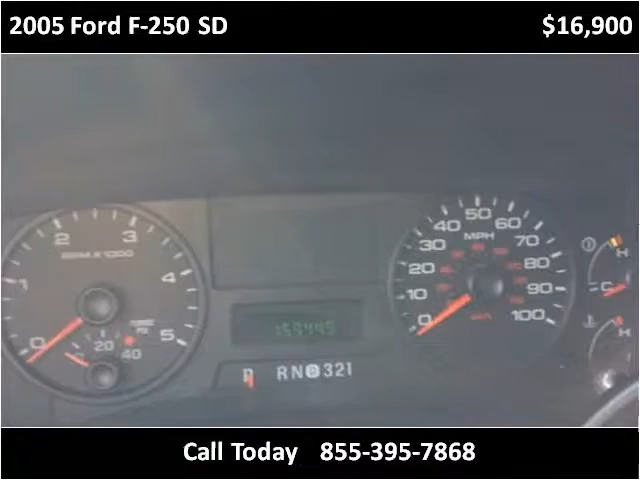 2005 Ford F-250 SD $16,900
0 1 2 3 4 5
RPM X 1000
20 40
PSI
0 10 20 30 40 50 60 70 80 90 100
MPH
H
C
H
P R N D 3 2 1
Call Today 855-395-7868